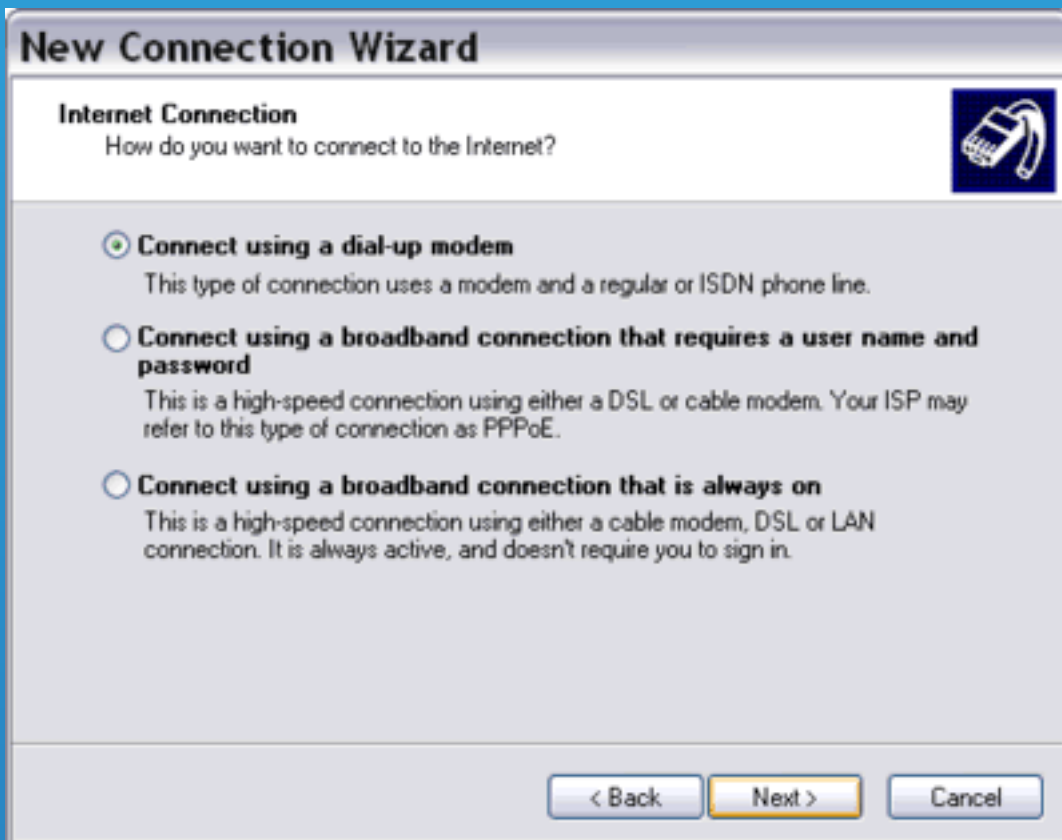 New Connection Wizard
Internet Connection
How do you want to connect to the Internet?
Connect using a dial-up modem
This type of connection uses a modem and a regular or ISDN phone line.
Connect using a broadband connection that requires a user name and
password
This is a high-speed connection using either a DSL or cable modem. Your ISP may
refer to this type of connection as PPPoE.
Connect using a broadband connection that is always on
This is a high-speed connection using either a cable modem, DSL or LAN
connection. It is always active, and doesn't require you to sign in.
< Back Next > Cancel